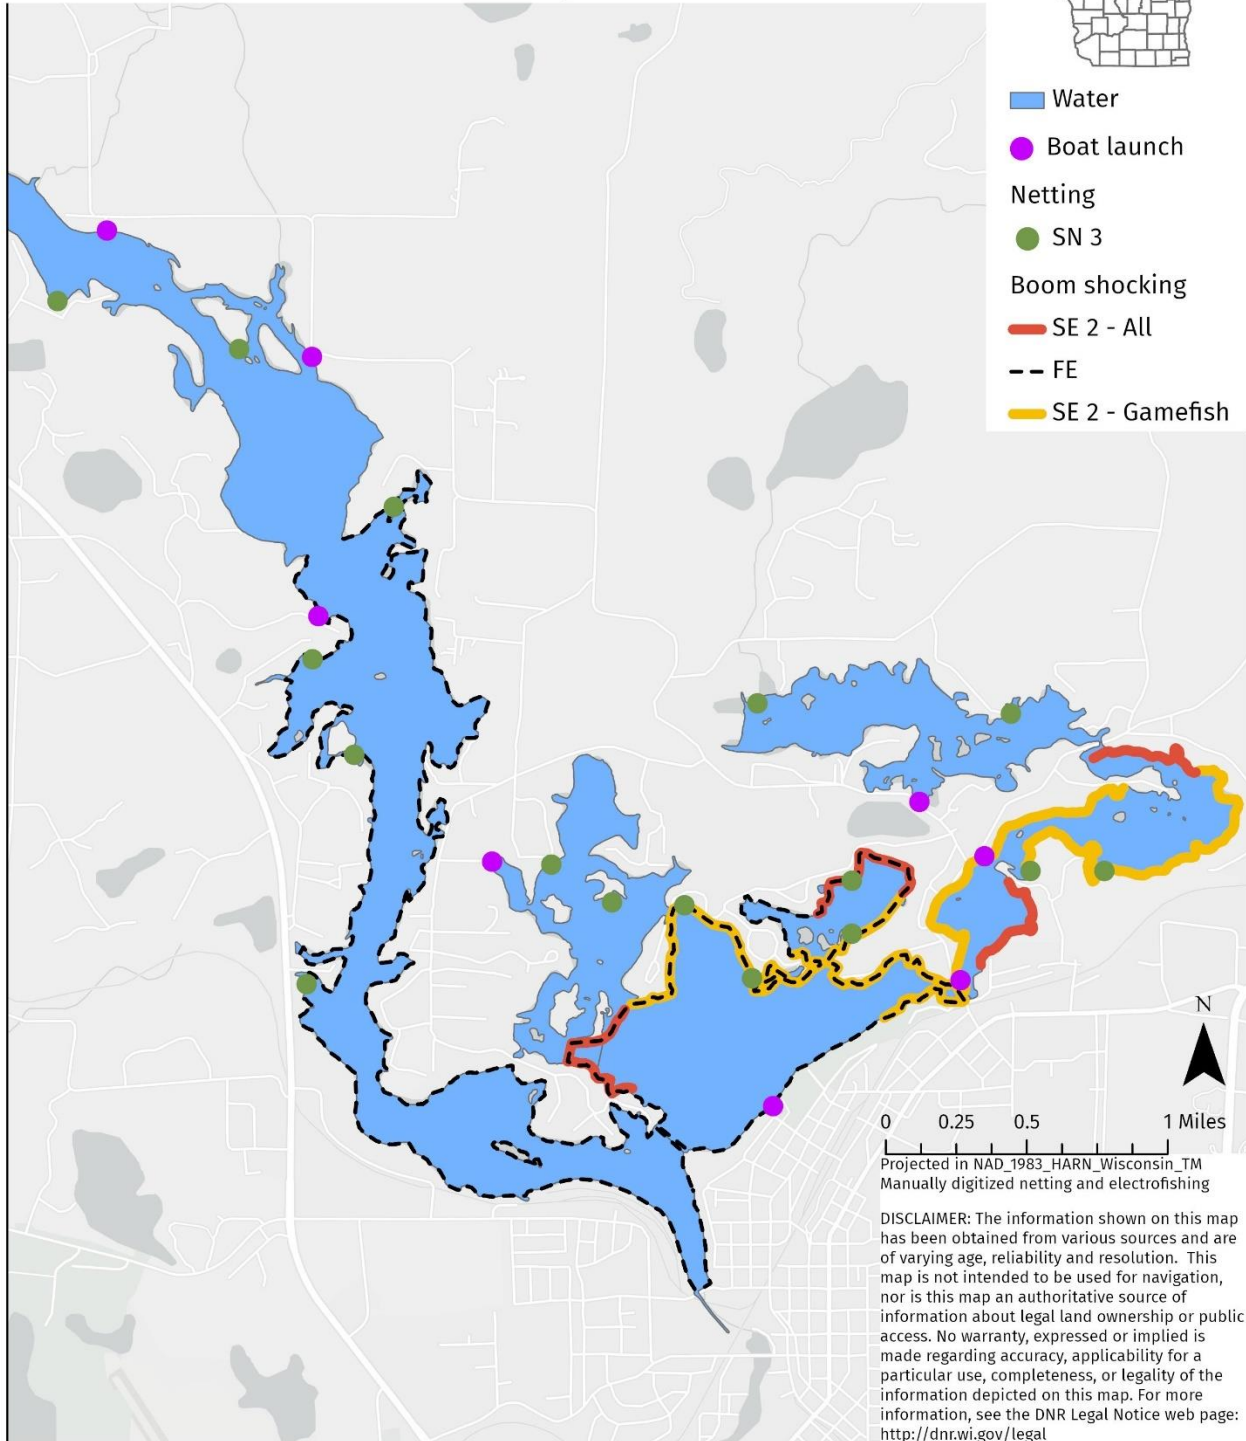 Water
Boat launch
Netting
SN 3
Boom shocking
SE 2 - All
FE
SE 2 - Gamefish
N
0 0.25 0.5 1 Miles
Projected in NAD_1983_HARN_Wisconsin_TM
Manually digitized netting and electrofishing
DISCLAIMER: The information shown on this map
has been obtained from various sources and are
of varying age, reliability and resolution. This
map is not intended to be used for navigation,
nor is this map an authoritative source of
information about legal land ownership or public
access. No warranty, expressed or implied is
made regarding accuracy, applicability for a
particular use, completeness, or legality of the
information depicted on this map. For more
information, see the DNR Legal Notice web page:
http://dnr.wi.gov/legal